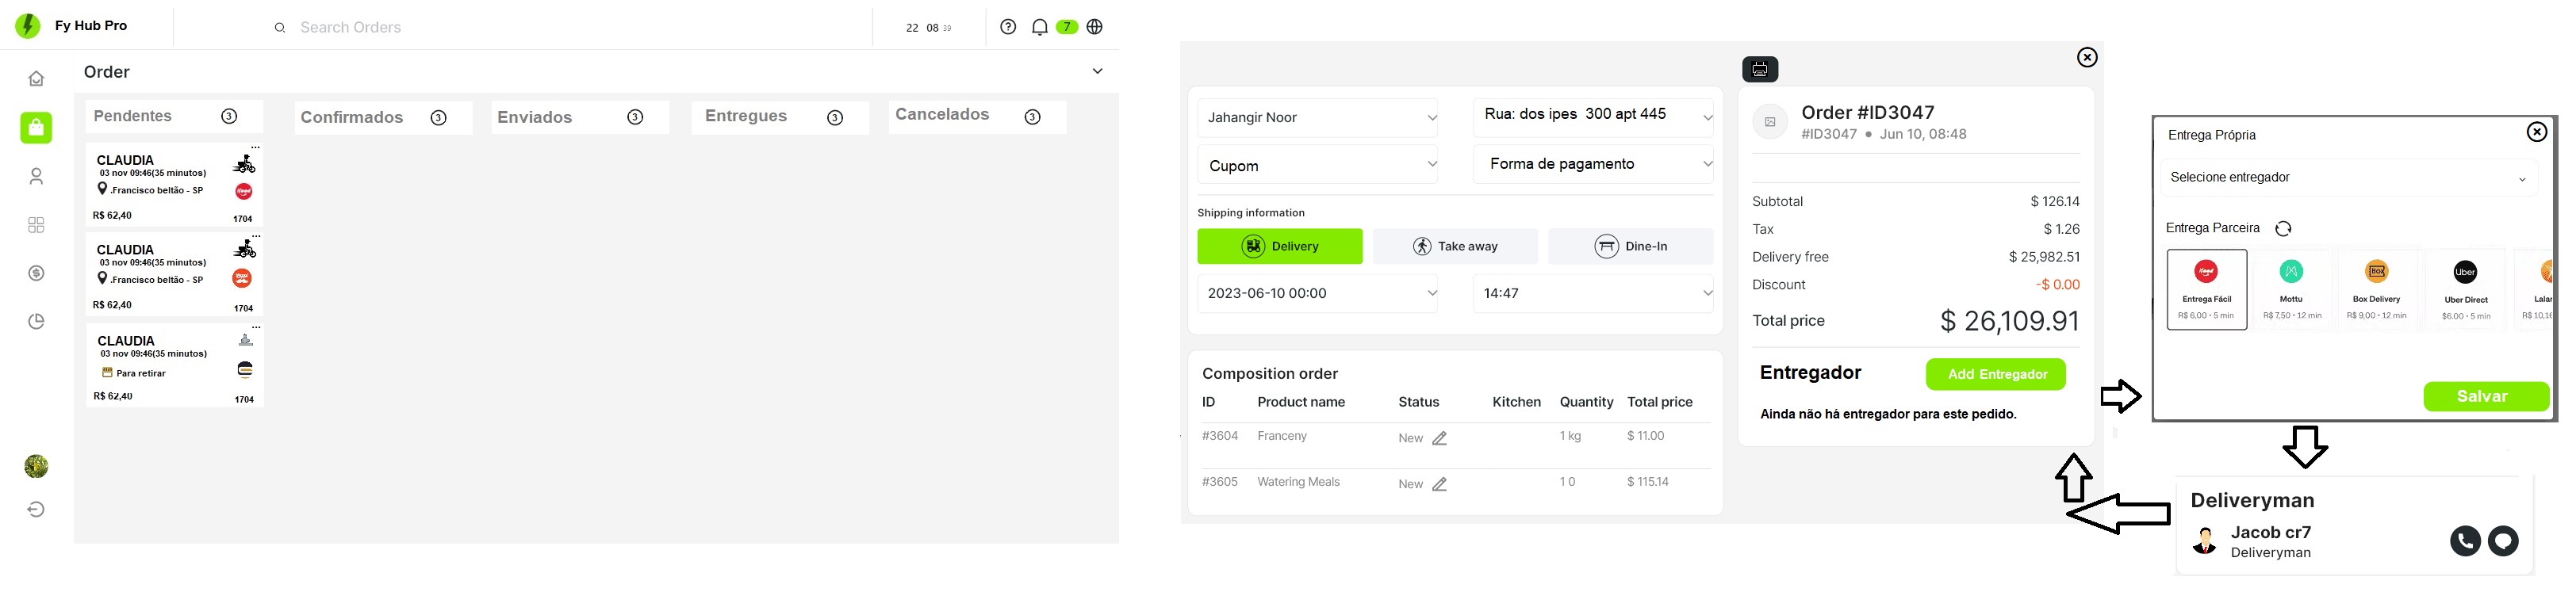 Fy Hub Pro
Search Orders
22 08 39
7
Order
Pendentes 3
Confirmados 3
Enviados 3
Entregues 3
Cancelados 3
CLAUDIA
03 nov 09:46(35 minutos)
.Francisco beltão - SP
R$ 62,40
1704
CLAUDIA
03 nov 09:46(35 minutos)
.Francisco beltão - SP
R$ 62,40
1704
CLAUDIA
03 nov 09:46(35 minutos)
Para retirar
R$ 62,40
1704
Jahangir Noor
Rua: dos ipes 300 apt 445
Cupom
Forma de pagamento
Shipping information
Delivery
Take away
Dine-In
2023-06-10 00:00
14:47
Composition order
ID Product name Status Kitchen Quantity Total price
#3604 Franceny New 1 kg $ 11.00
#3605 Watering Meals New 1 0 $ 115.14
Order #ID3047
#ID3047 ● Jun 10, 08:48
Subtotal $ 126.14
Tax $ 1.26
Delivery free $ 25,982.51
Discount -$ 0.00
Total price $ 26,109.91
Entregador
Add Entregador
Ainda não há entregador para este pedido.
Entrega Própria
Selecione entregador
Entrega Parceira
Entrega Fácil
R$ 6,00 • 5 min
Mottu
R$ 7,50 • 12 min
Box
Box Delivery
R$ 9,00 • 12 min
Uber
Uber Direct
$6.00 • 5 min
Lalar
R$ 10,16
Salvar
Deliveryman
Jacob cr7
Deliveryman